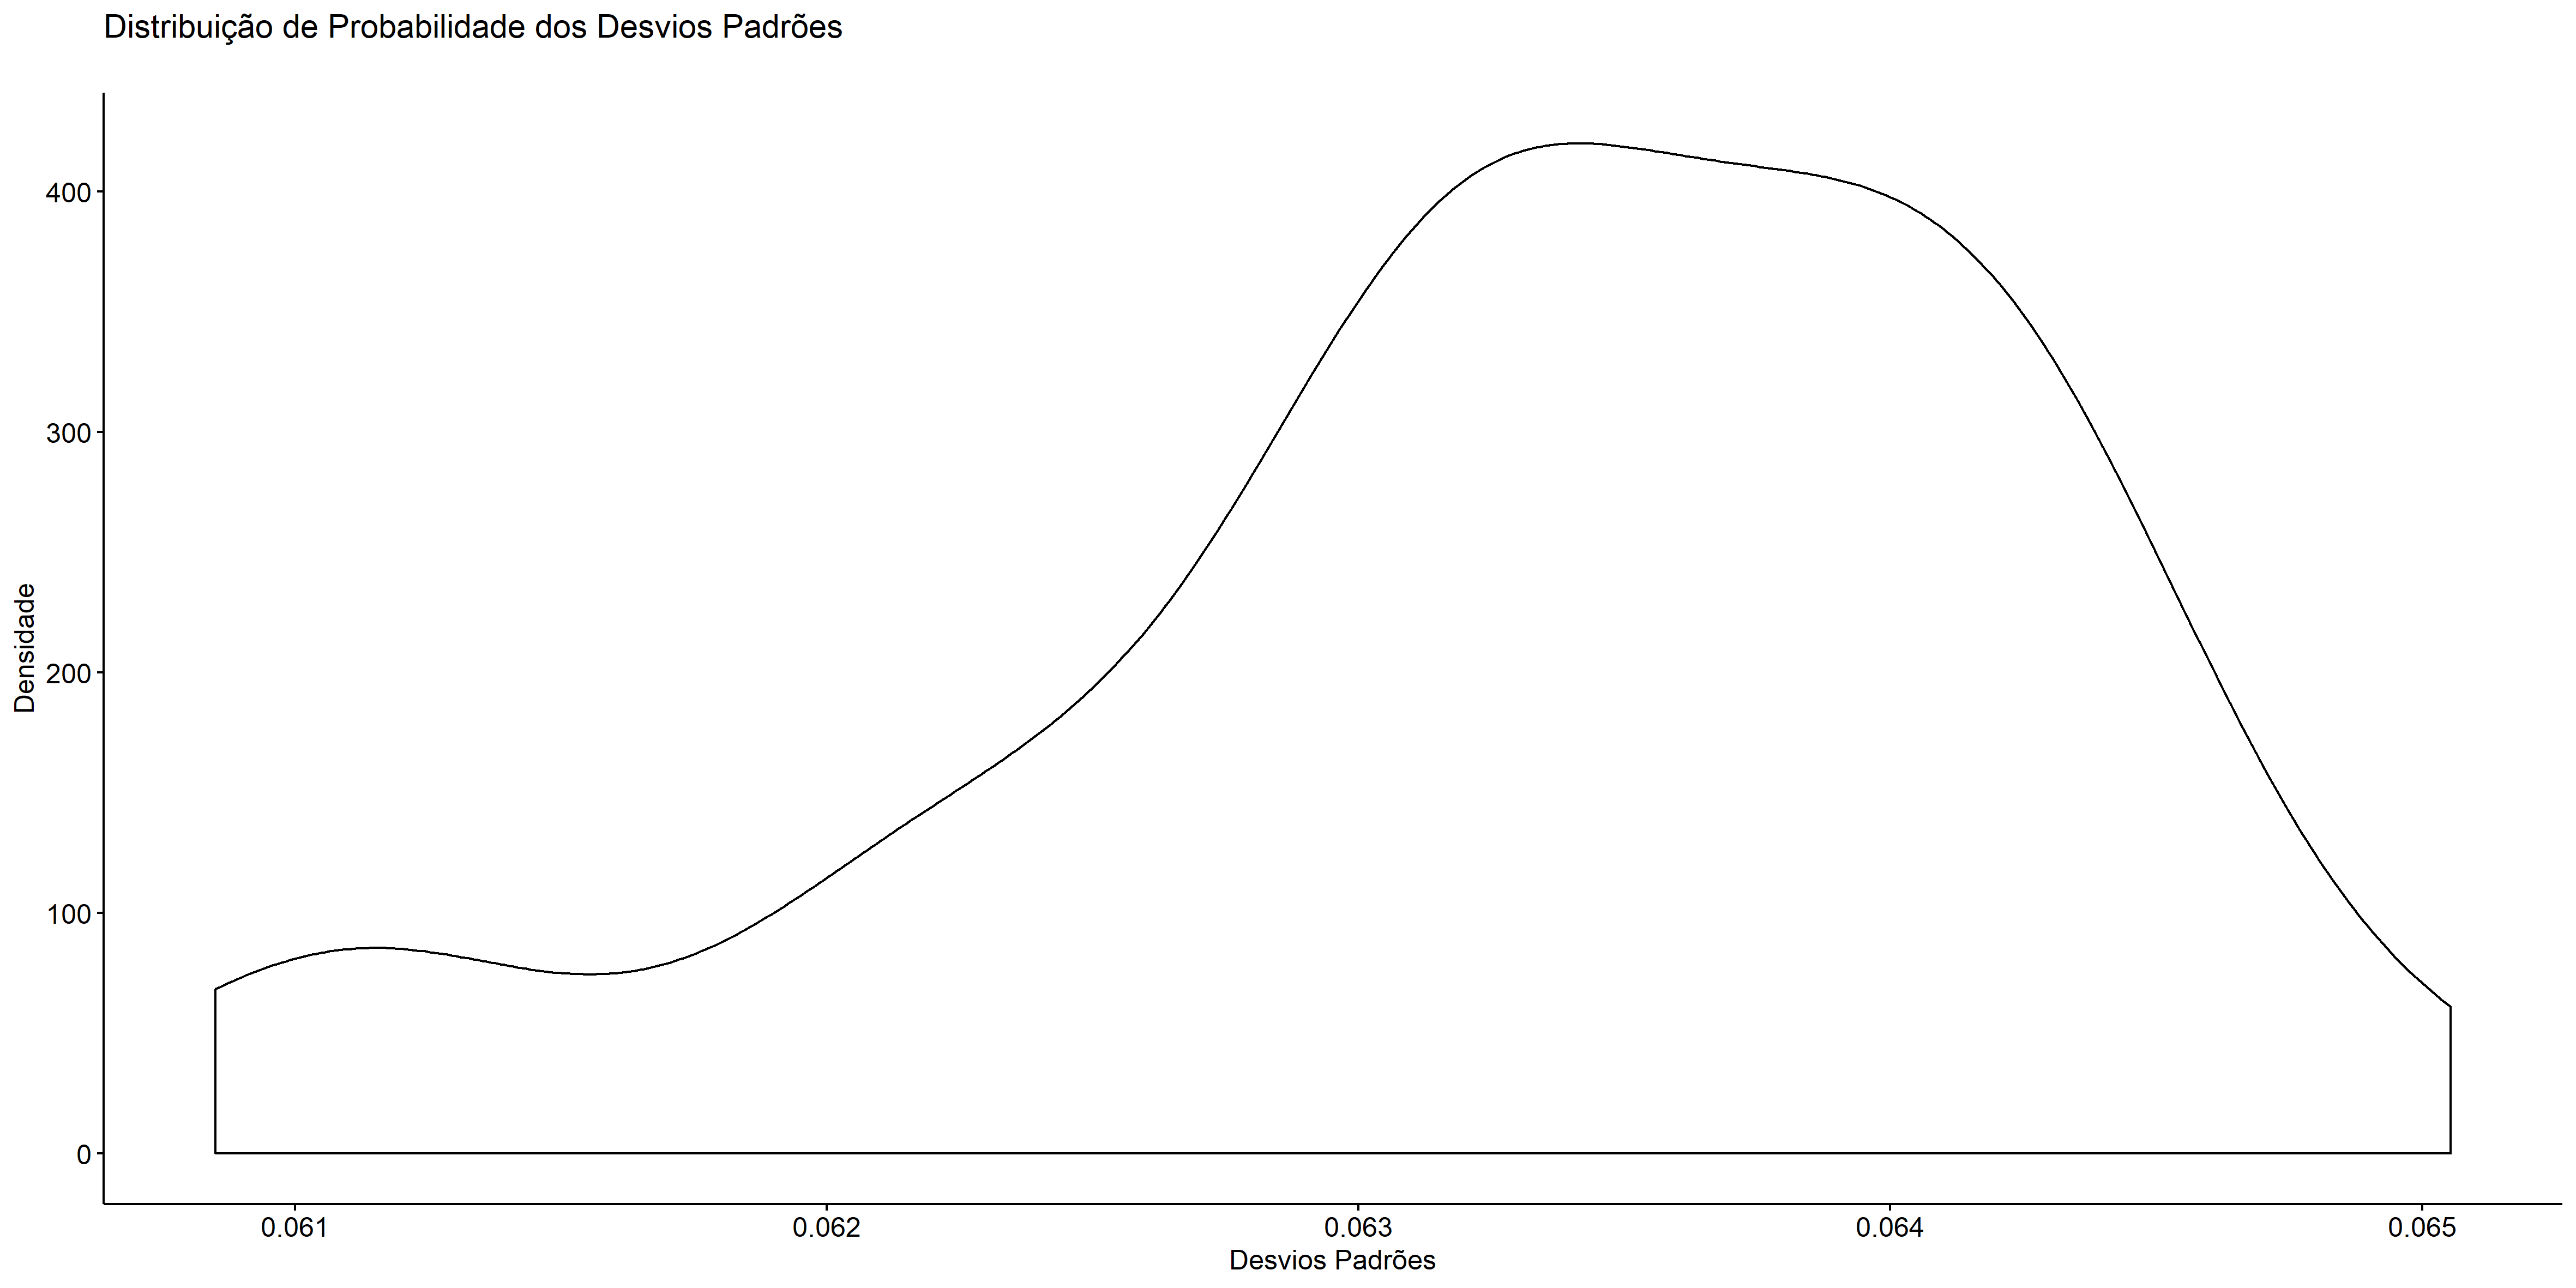 Distribuição de Probabilidade dos Desvios Padrões
400
300
200
100
0
Densidade
0.061 0.062 0.063 0.064 0.065
Desvios Padrões